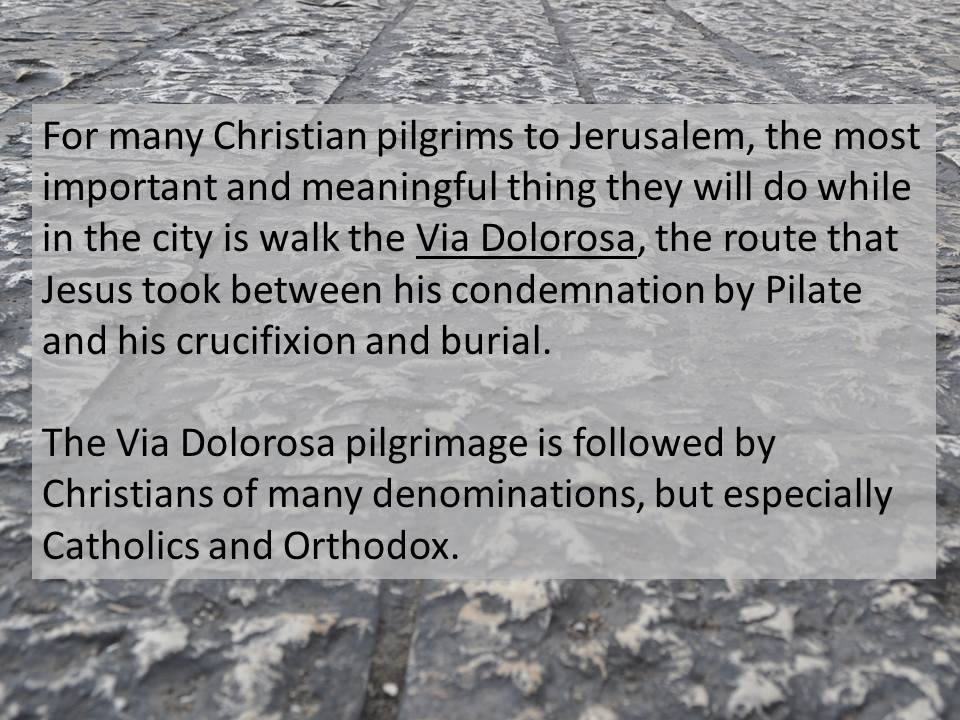 For many Christian pilgrims to Jerusalem, the most
important and meaningful thing they will do while
in the city is walk the Via Dolorosa, the route that
Jesus took between his condemnation by Pilate
and his crucifixion and burial.
The Via Dolorosa pilgrimage is followed by
Christians of many denominations, but especially
Catholics and Orthodox.